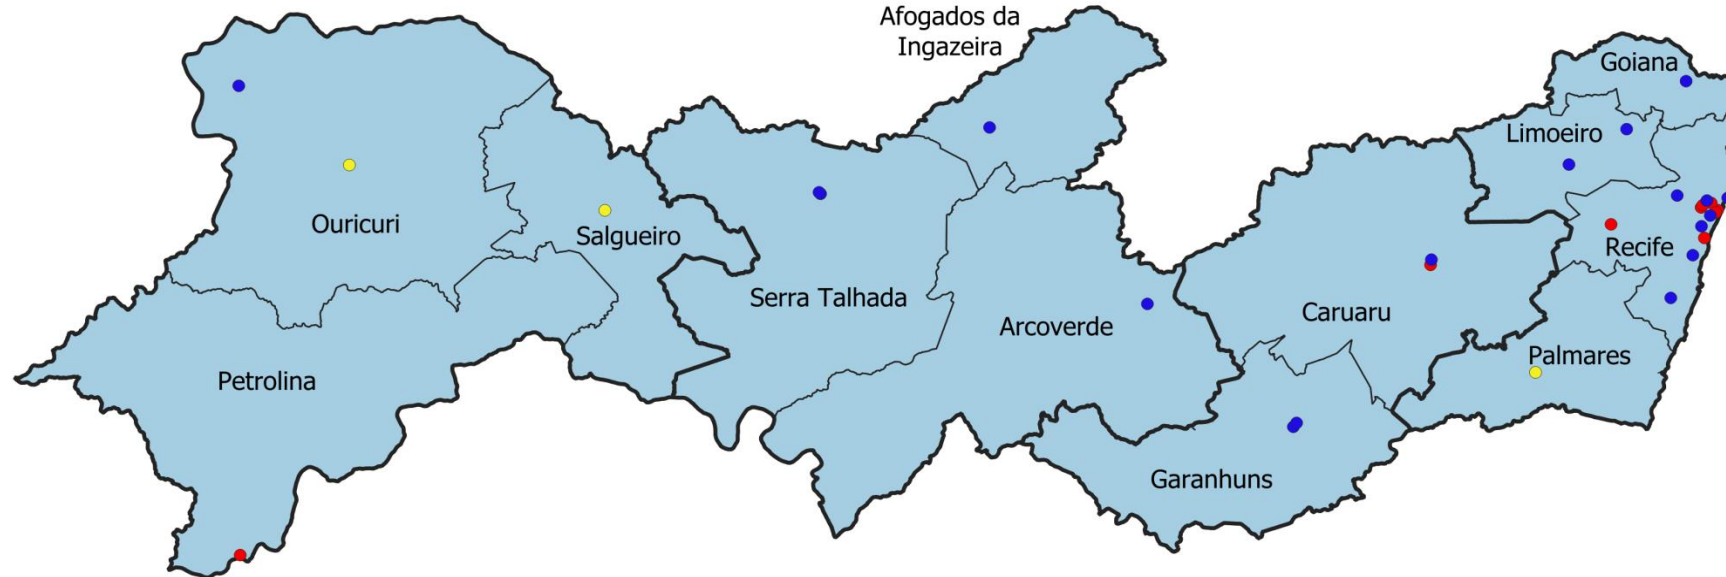 Afogados da
Ingazeira
Goiana
Limoeiro
Ouricuri
Salgueiro
Recife
Serra Talhada
Caruaru
Arcoverde
Palmares
Petrolina
Garanhuns